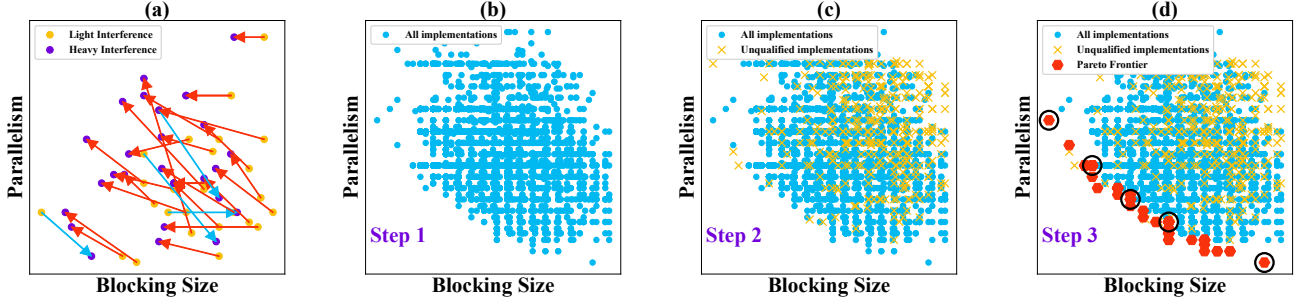 (a)
Light Interference
Heavy Interference
Parallelism
Blocking Size
(b)
All implementations
Step 1
Parallelism
Blocking Size
(c)
All implementations
Unqualified implementations
Step 2
Parallelism
Blocking Size
(d)
All implementations
Unqualified implementations
Pareto Frontier
Step 3
Parallelism
Blocking Size